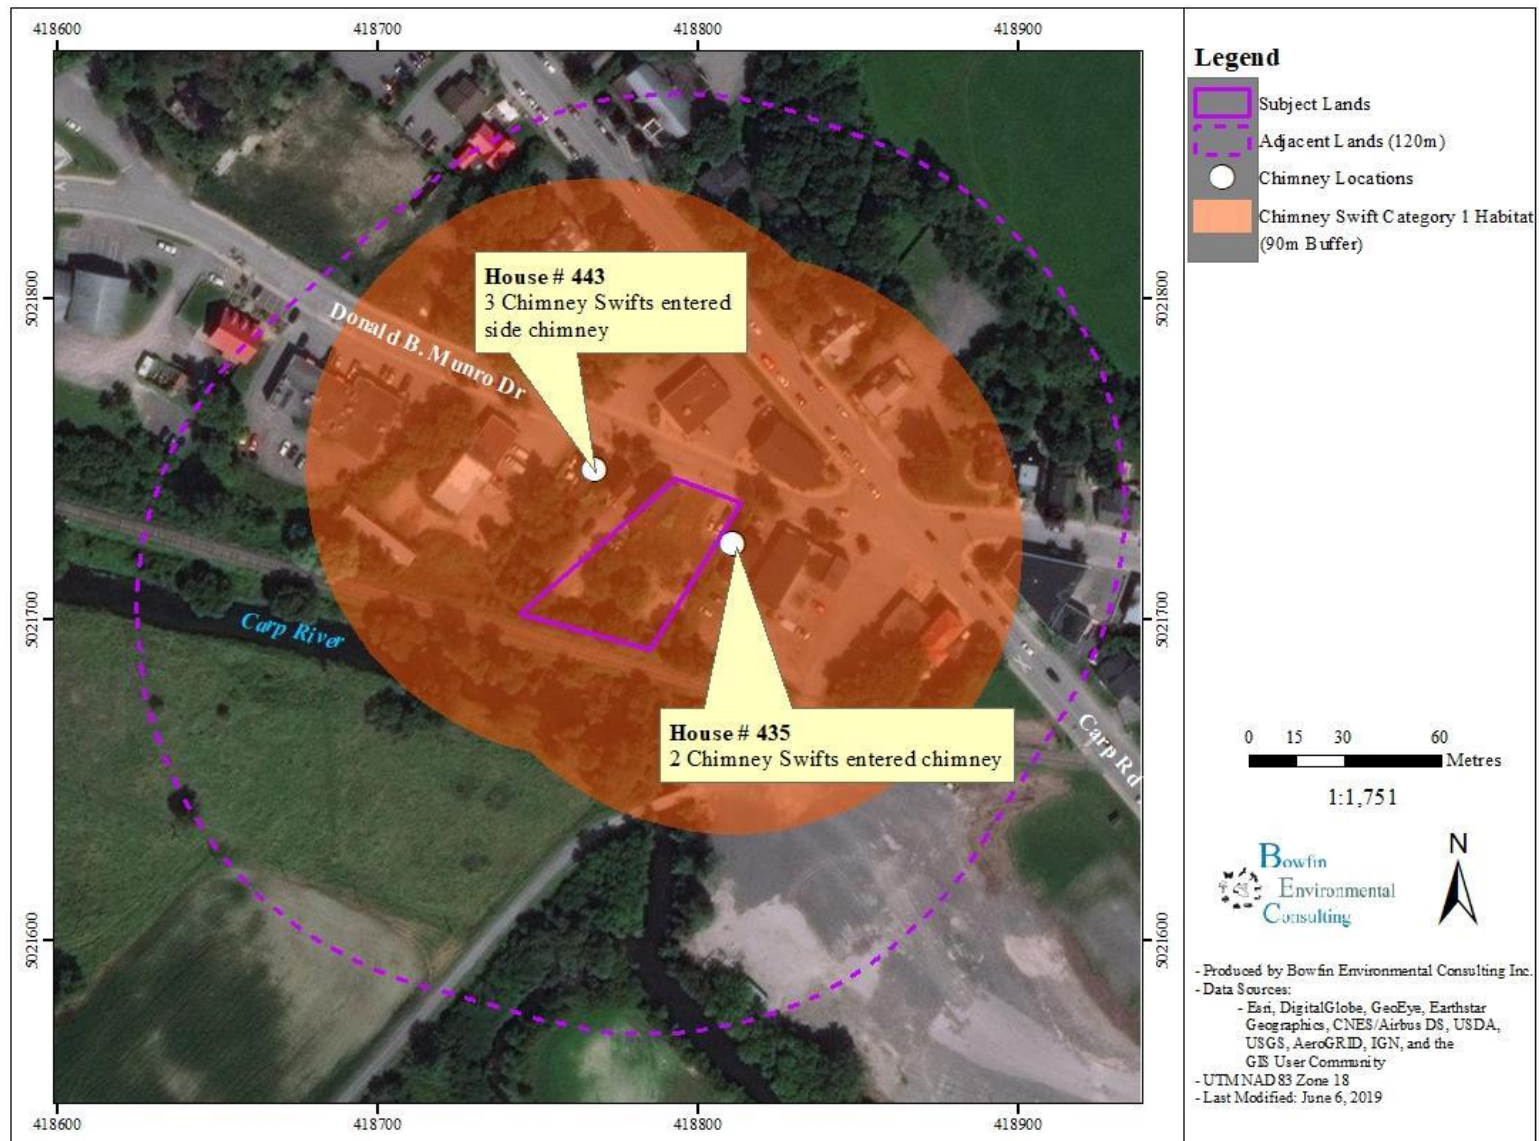 418600
418700
418800
418900
Legend
Subject Lands
Adjacent Lands (120m)
Chimney Locations
Chimney Swift Category 1 Habitat
(90m Buffer)
5021800
5021800
House # 443
3 Chimney Swifts entered
side chimney
Donald B. Munro Dr
5021700
5021700
Carp River
House # 435
2 Chimney Swifts entered chimney
Carp Rd
0 15 30 60
Metres
1:1,751
5021600
5021600
Bowfin
Environmental
Consulting
N
- Produced by Bowfin Environmental Consulting Inc.
- Data Sources:
- Esri, DigitalGlobe, GeoEye, Earthstar
Geographics, CNES/Airbus DS, USDA,
USGS, AeroGRID, IGN, and the
GIS User Community
- UTM NAD83 Zone 18
- Last Modified: June 6, 2019
418600
418700
418800
418900